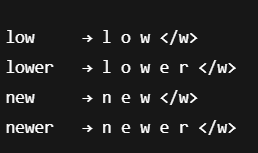 low → l o w </w>
lower → l o w e r </w>
new → n e w </w>
newer → n e w e r </w>